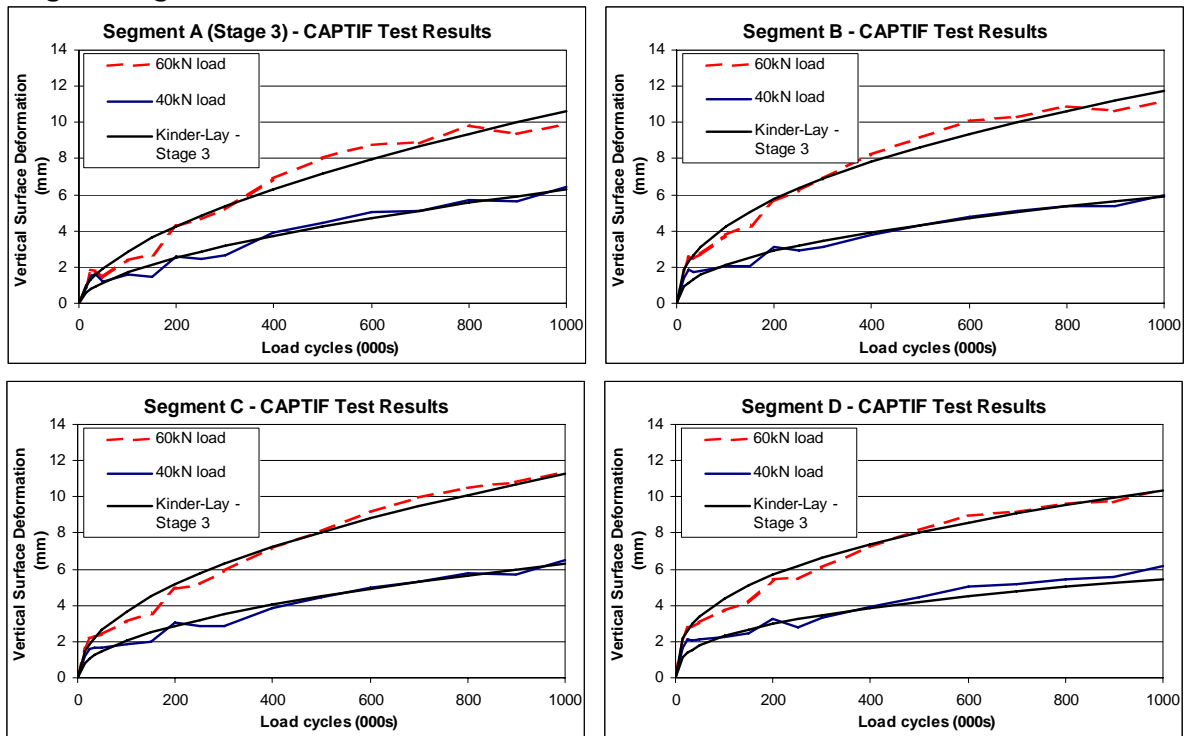 Segment A (Stage 3) - CAPTIF Test Results
14
12
10
8
6
4
2
0
Vertical Surface Deformation
(mm)
60kN load
40kN load
Kinder-Lay -
Stage 3
0 200 400 600 800 1000
Load cycles (000s)
Segment B - CAPTIF Test Results
14
12
10
8
6
4
2
0
Vertical Surface Deformation
(mm)
60kN load
40kN load
Kinder-Lay -
Stage 3
0 200 400 600 800 1000
Load cycles (000s)
Segment C - CAPTIF Test Results
14
12
10
8
6
4
2
0
Vertical Surface Deformation
(mm)
60kN load
40kN load
Kinder-Lay -
Stage 3
0 200 400 600 800 1000
Load cycles (000s)
Segment D - CAPTIF Test Results
14
12
10
8
6
4
2
0
Vertical Surface Deformation
(mm)
60kN load
40kN load
Kinder-Lay -
Stage 3
0 200 400 600 800 1000
Load cycles (000s)